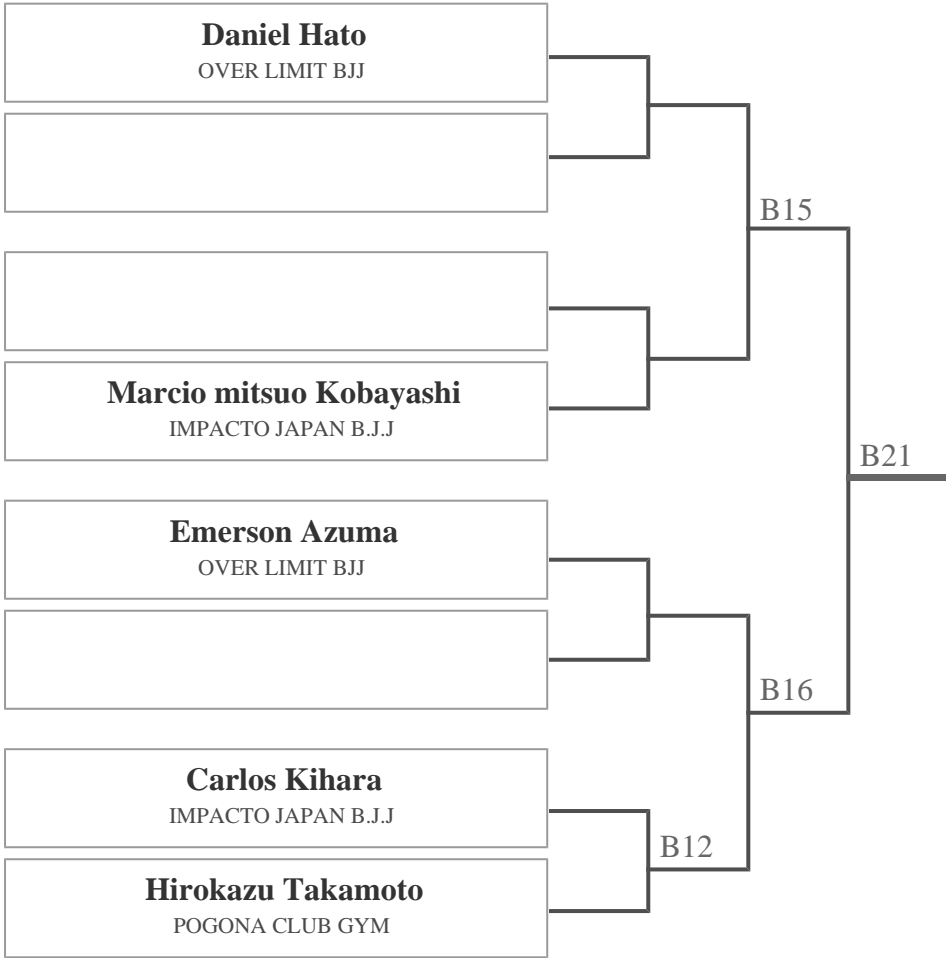 Daniel Hato
OVER LIMIT BJJ
B15
Marcio mitsuo Kobayashi
IMPACTO JAPAN B.J.J
B21
Emerson Azuma
OVER LIMIT BJJ
B16
Carlos Kihara
IMPACTO JAPAN B.J.J
B12
Hirokazu Takamoto
POGONA CLUB GYM